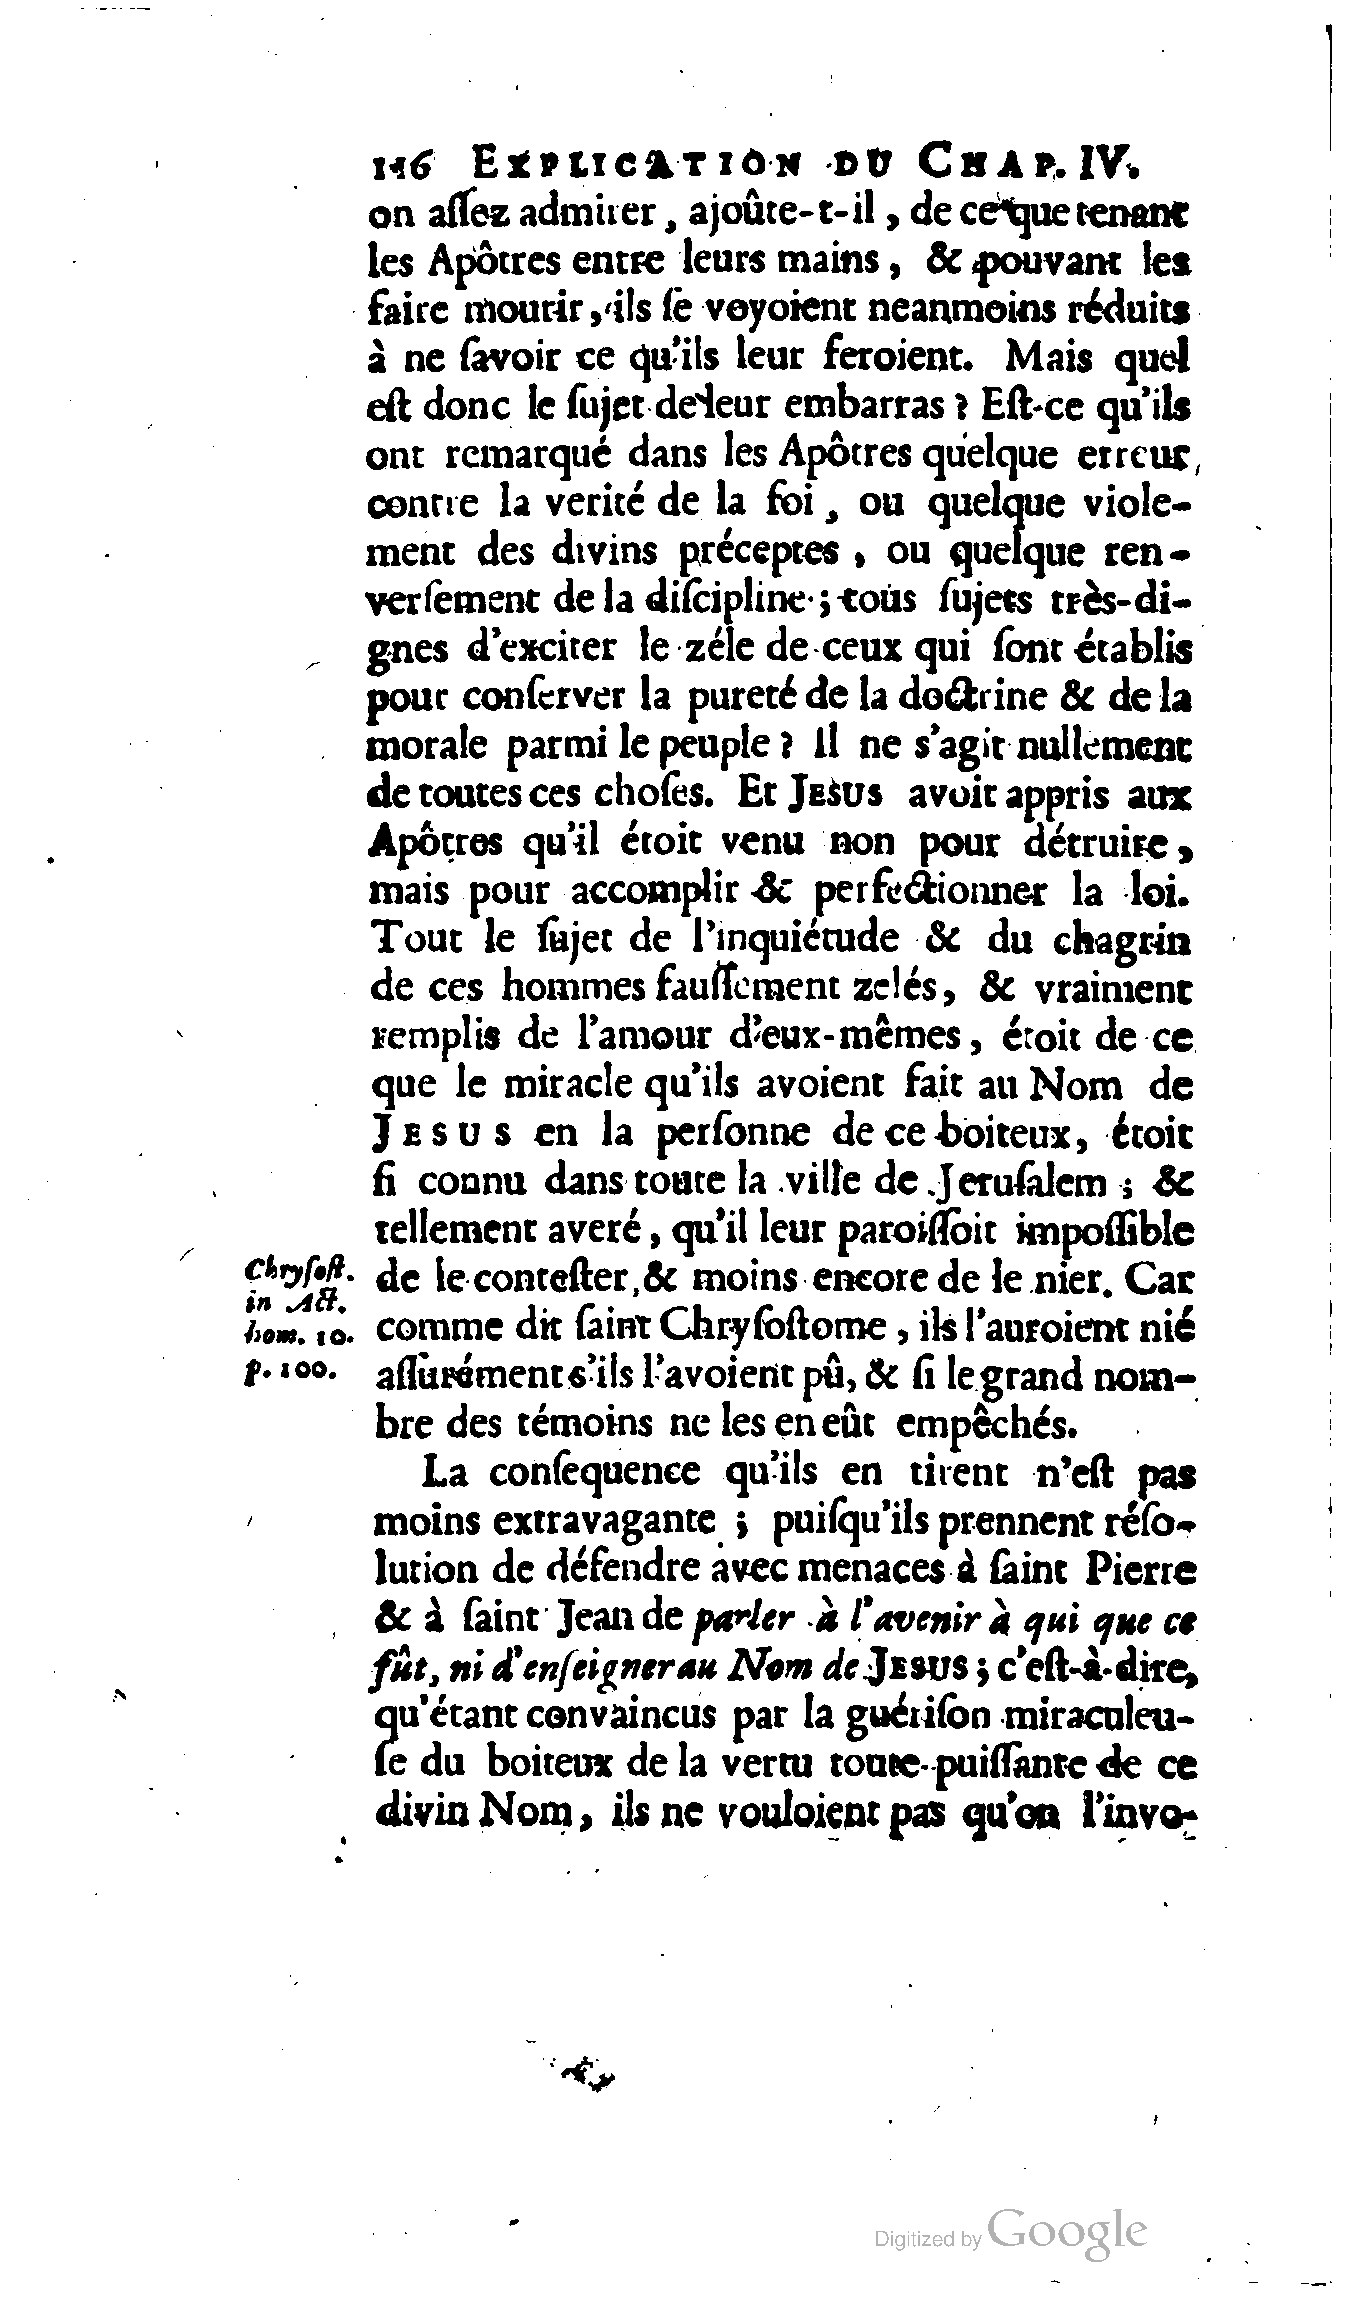 116 EXPLICATION DU CHAP. IV.
on aſſez admirer, ajoûte-t-il, de ce que tenant
les Apôtres entre leurs mains, & pouvant les
faire mourir, ils ſe voyoient neanmoins réduits
à ne ſavoir ce qu'ils leur feroient. Mais quel
eſt donc le ſujet de leur embarras ? Eſt-ce qu'ils
ont remarqué dans les Apôtres quelque erreur,
contre la verité de la foi, ou quelque viole-
ment des divins préceptes, ou quelque ren-
verſement de la diſcipline ; tous ſujets très-di-
gnes d'exciter le zéle de ceux qui ſont établis
pour conſerver la pureté de la doctrine & de la
morale parmi le peuple ? Il ne s'agit nullement
de toutes ces choſes. Et JESUS avoit appris aux
Apôtres qu'il étoit venu non pour détruire,
mais pour accomplir & perfectionner la loi.
Tout le ſujet de l'inquiétude & du chagrin
de ces hommes fauſſement zelés, & vraiment
remplis de l'amour d'eux-mêmes, étoit de ce
que le miracle qu'ils avoient fait au Nom de
JESUS en la perſonne de ce boiteux, étoit
ſi connu dans toute la ville de Jeruſalem ; &
tellement averé, qu'il leur paroiſſoit impoſſible
de le conteſter, & moins encore de le nier. Car
comme dit ſaint Chryſoſtome, ils l'auroient nié
aſſûrément s'ils l'avoient pû, & ſi le grand nom-
bre des témoins ne les en eût empêchés.
Chryſoſt.
in Act.
hom. 10.
p. 100.
La conſequence qu'ils en tirent n'eſt pas
moins extravagante ; puiſqu'ils prennent réſo-
lution de défendre avec menaces à ſaint Pierre
& à ſaint Jean de parler à l'avenir à qui que ce
fût, ni d'enſeigner au Nom de JESUS ; c'eſt-à-dire,
qu'étant convaincus par la guériſon miraculeu-
ſe du boiteux de la vertu toute-puiſſante de ce
divin Nom, ils ne vouloient pas qu'on l'invo-
Digitized by Google